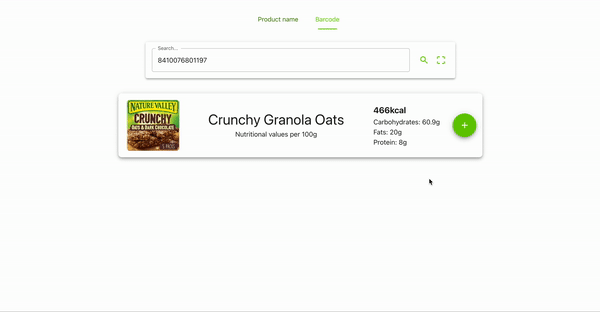 Product name
Barcode
Search...
8410076801197
NATURE VALLEY
CRUNCHY
OATS & DARK CHOCOLATE
Crunchy Granola Oats
Nutritional values per 100g
466kcal
Carbohydrates: 60.9g
Fats: 20g
Protein: 8g
+